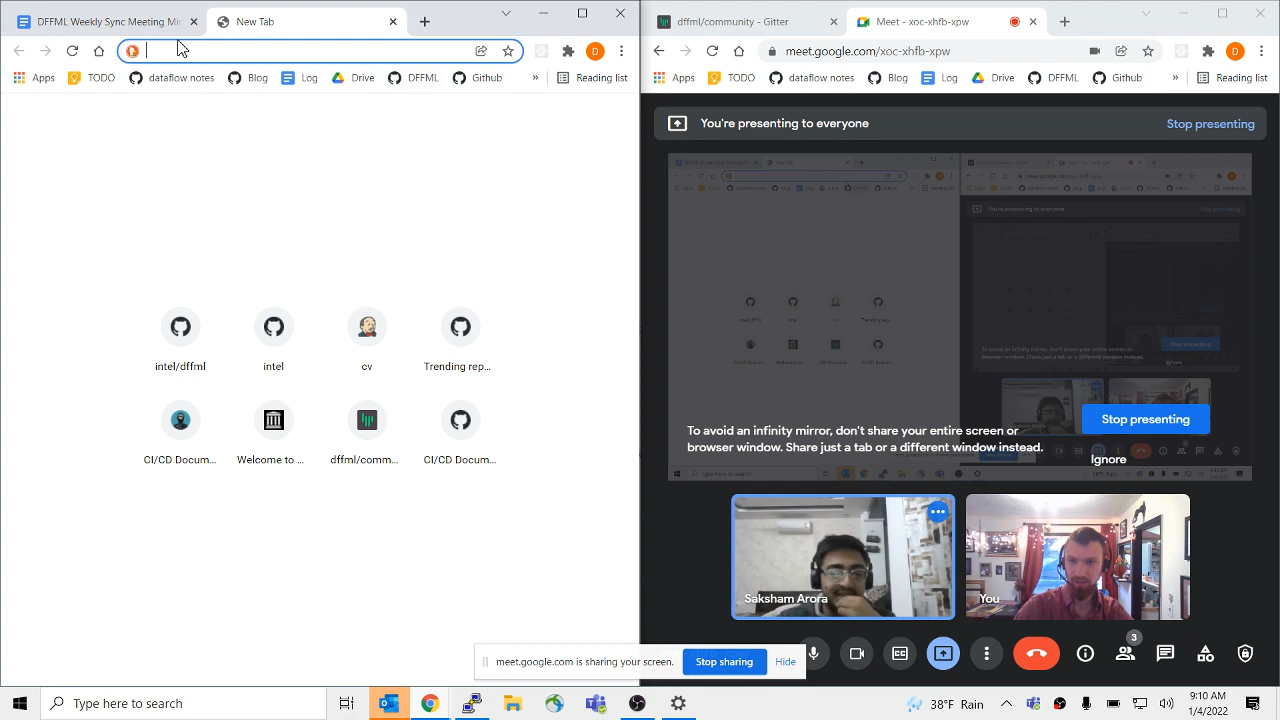 DFFML Weekly Sync Meeting Min
New Tab
Apps
TODO
dataflow notes
Blog
Log
Drive
DFFML
Github
»
Reading list
intel/dffml
intel
cv
Trending rep...
CI/CD Docum...
Welcome to ...
dffml/comm...
CI/CD Docum...
dffml/community - Gitter
Meet - xoc-xhfb-xpw
meet.google.com/xoc-xhfb-xpw
Apps
TODO
dataflow notes
Blog
Log
Drive
DFFML
Github
»
Reading list
You're presenting to everyone
Stop presenting
To avoid an infinity mirror, don't share your entire screen or
browser window. Share just a tab or a different window instead.
Stop presenting
Ignore
Saksham Arora
You
3
meet.google.com is sharing your screen.
Stop sharing
Hide
Type here to search
38°F Rain
9:10 AM
1/4/2022